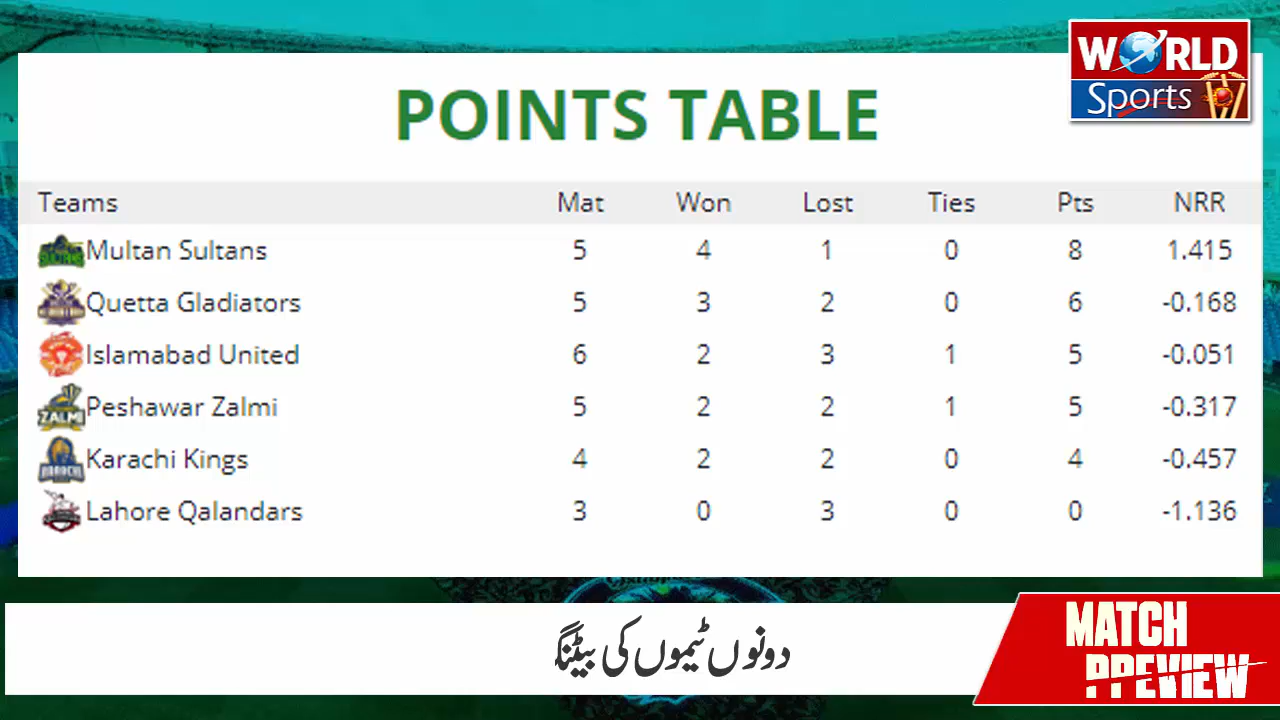 WORLD
Sports
POINTS TABLE
Teams Mat Won Lost Ties Pts NRR
Multan Sultans 5 4 1 0 8 1.415
Quetta Gladiators 5 3 2 0 6 -0.168
Islamabad United 6 2 3 1 5 -0.051
ZALMI Peshawar Zalmi 5 2 2 1 5 -0.317
Karachi Kings 4 2 2 0 4 -0.457
Lahore Qalandars 3 0 3 0 0 -1.136
دونوں ٹیموں کی بیٹنگ
MATCH
PREVIEW